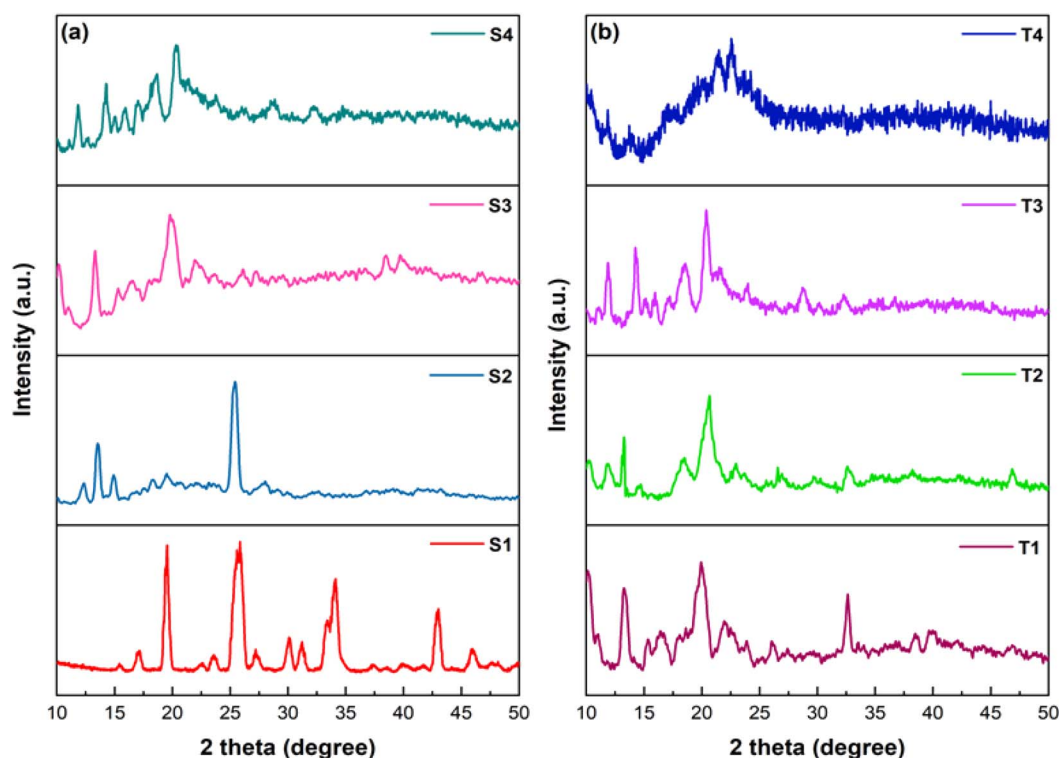 (a)
S4
S3
S2
S1
Intensity (a.u.)
10 15 20 25 30 35 40 45 50
2 theta (degree)
(b)
T4
T3
T2
T1
Intensity (a.u.)
10 15 20 25 30 35 40 45 50
2 theta (degree)